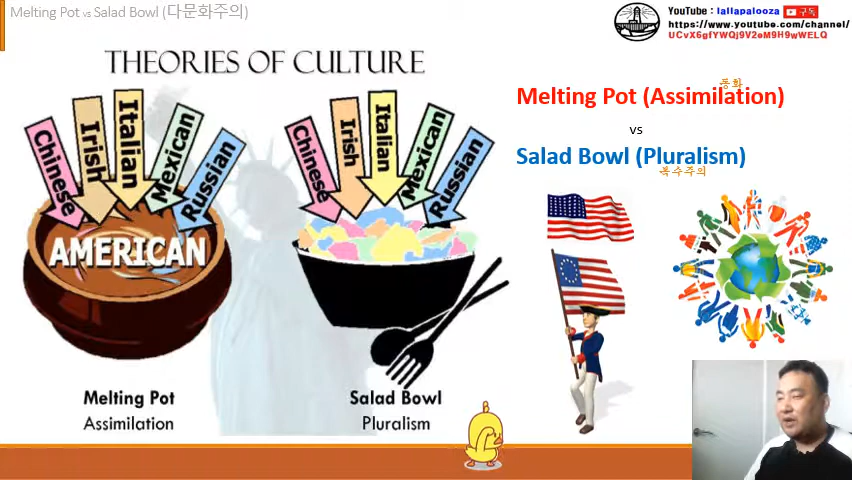 Melting Pot vs Salad Bowl (다문화주의)
YouTube : lallapalooza 구독
https://www.youtube.com/channel/
UCvX6gfYWQj9V2eM9H9wWELQ
THEORIES OF CULTURE
Chinese
Irish
Italian
Mexican
Russian
AMERICAN
Melting Pot
Assimilation
Chinese
Irish
Italian
Mexican
Russian
Salad Bowl
Pluralism
동화
Melting Pot (Assimilation)
vs
Salad Bowl (Pluralism)
복수주의